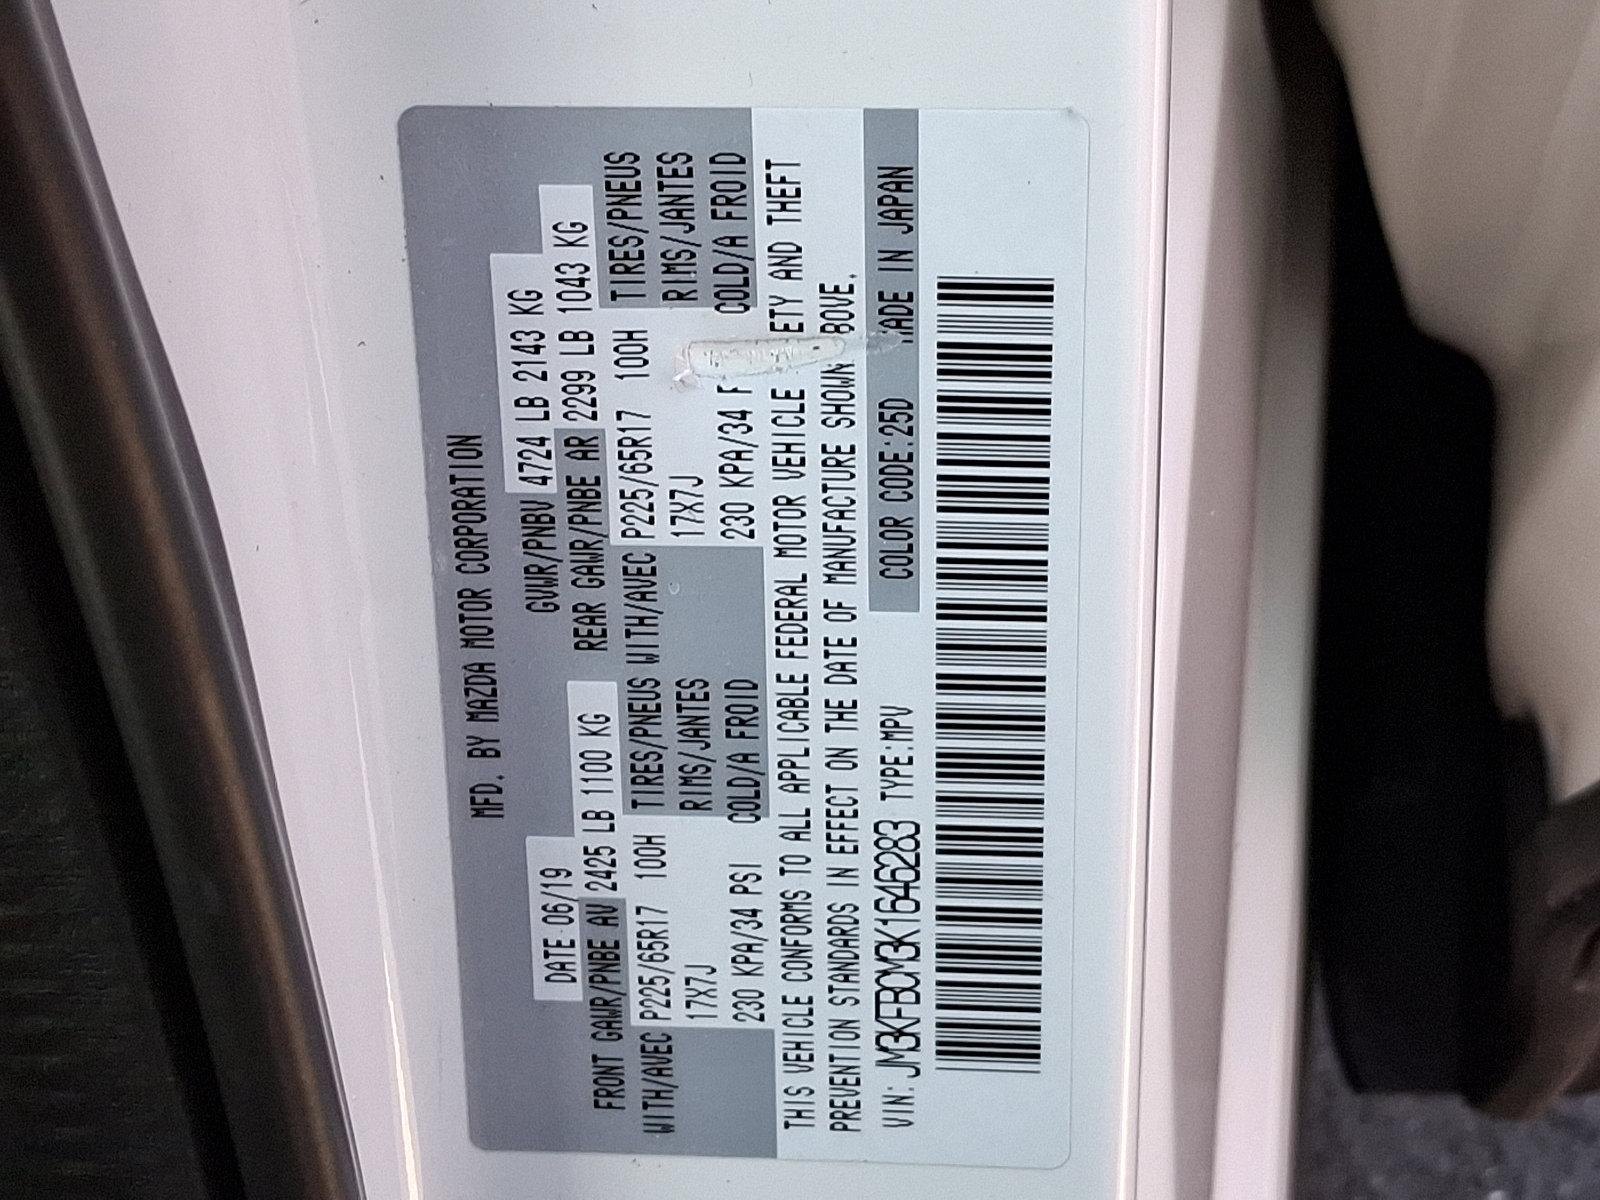 MFD. BY MAZDA MOTOR CORPORATION
DATE 06/19 GVWR/PNBV 4724 LB 2143 KG
FRONT GAWR/PNBE AV 2425 LB 1100 KG REAR GAWR/PNBE AR 2299 LB 1043 KG
WITH/AVEC P225/65R17 100H TIRES/PNEUS WITH/AVEC P225/65R17 100H TIRES/PNEUS
17X7J RIMS/JANTES 17X7J RIMS/JANTES
230 KPA/34 PSI COLD/A FROID 230 KPA/34 COLD/A FROID
THIS VEHICLE CONFORMS TO ALL APPLICABLE FEDERAL MOTOR VEHICLE ETY AND THEFT
PREVENTION STANDARDS IN EFFECT ON THE DATE OF MANUFACTURE SHOWN BOVE.
VIN: JM3KFBCM3K1646283 TYPE:MPV COLOR CODE:25D ADE IN JAPAN